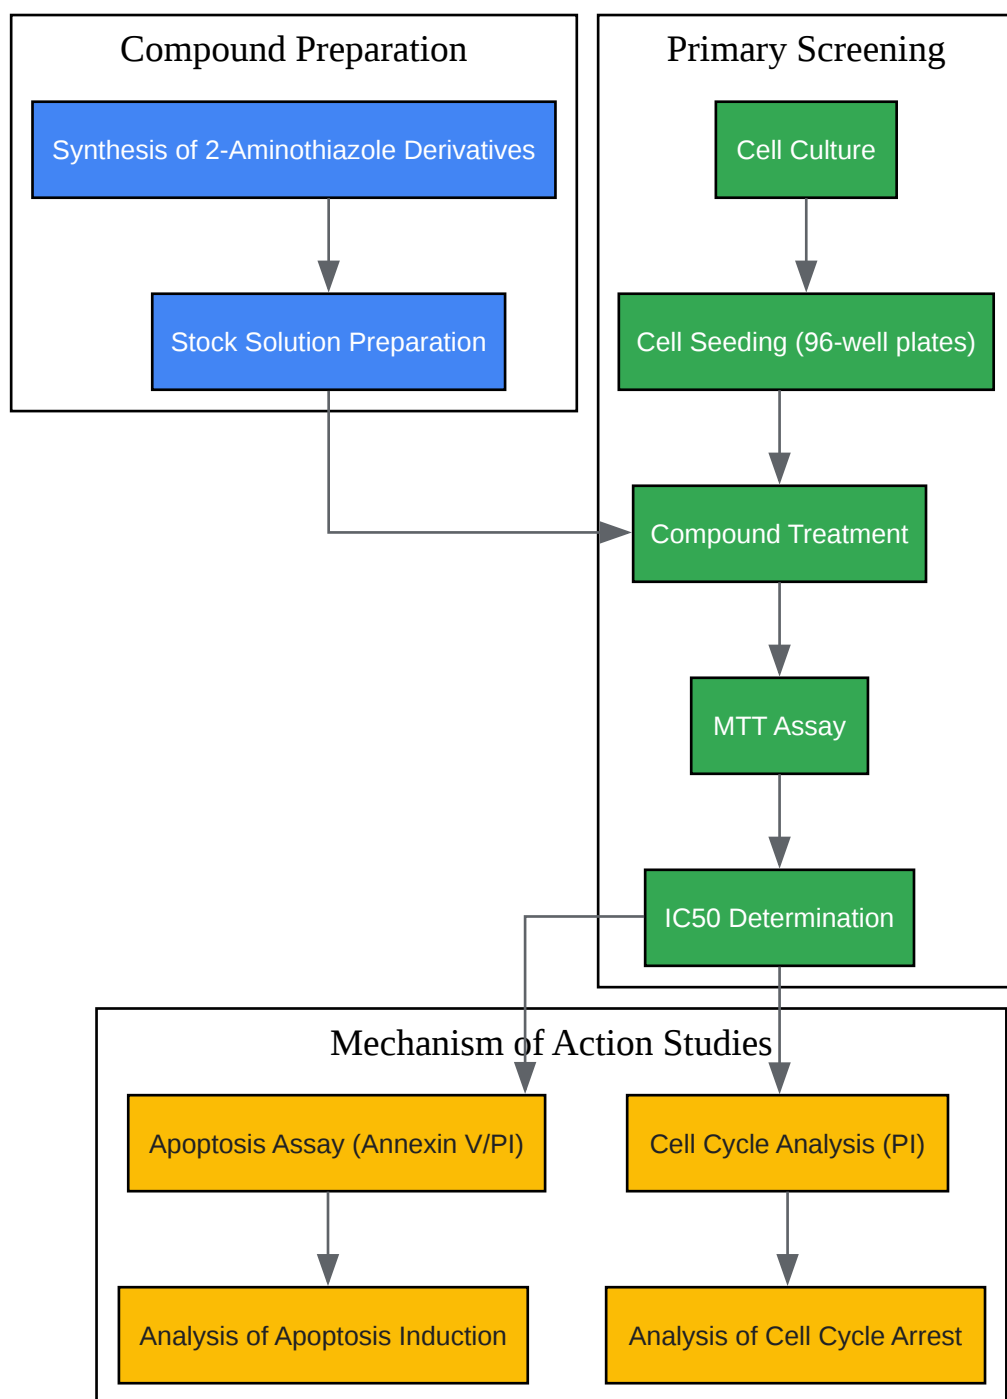 Compound Preparation
Synthesis of 2-Aminothiazole Derivatives
Stock Solution Preparation
Primary Screening
Cell Culture
Cell Seeding (96-well plates)
Compound Treatment
MTT Assay
IC50 Determination
Mechanism of Action Studies
Apoptosis Assay (Annexin V/PI)
Cell Cycle Analysis (PI)
Analysis of Apoptosis Induction
Analysis of Cell Cycle Arrest